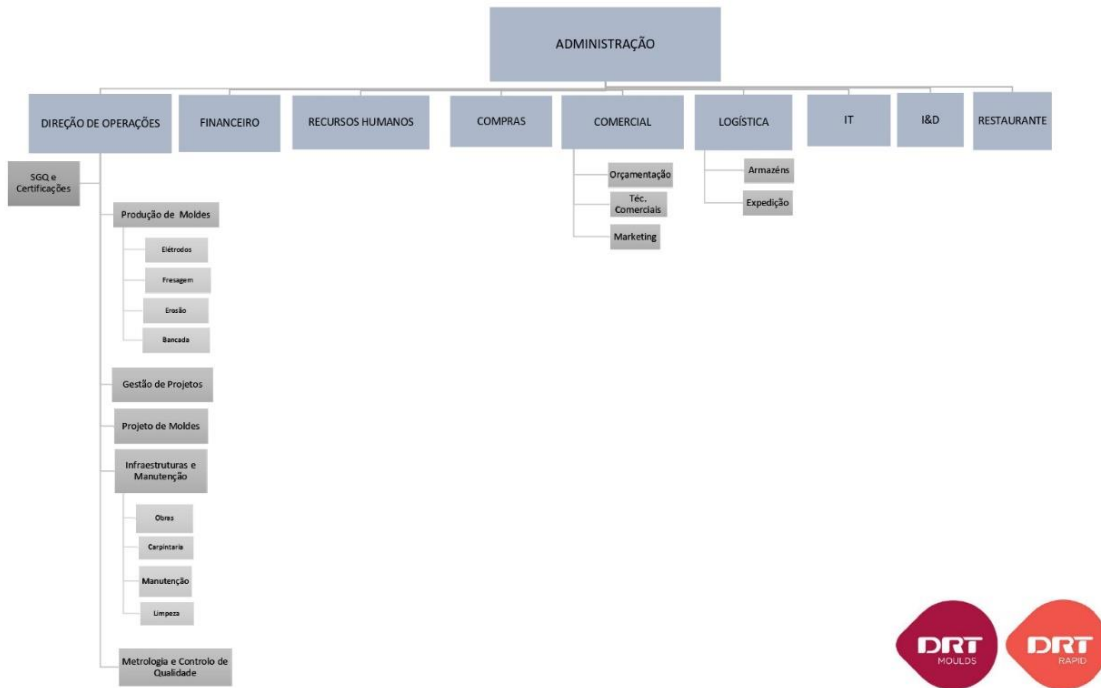 ADMINISTRAÇÃO
DIREÇÃO DE OPERAÇÕES
FINANCEIRO
RECURSOS HUMANOS
COMPRAS
COMERCIAL
LOGÍSTICA
IT
I&D
RESTAURANTE
SGQ e
Certificações
Produção de Moldes
Elétrodos
Fresagem
Erosão
Bancada
Gestão de Projetos
Projeto de Moldes
Infraestruturas e
Manutenção
Obras
Carpintaria
Manutenção
Limpeza
Metrologia e Controlo de
Qualidade
Orçamentação
Téc.
Comerciais
Marketing
Armazéns
Expedição
DRT
MOULDS
DRT
RAPID